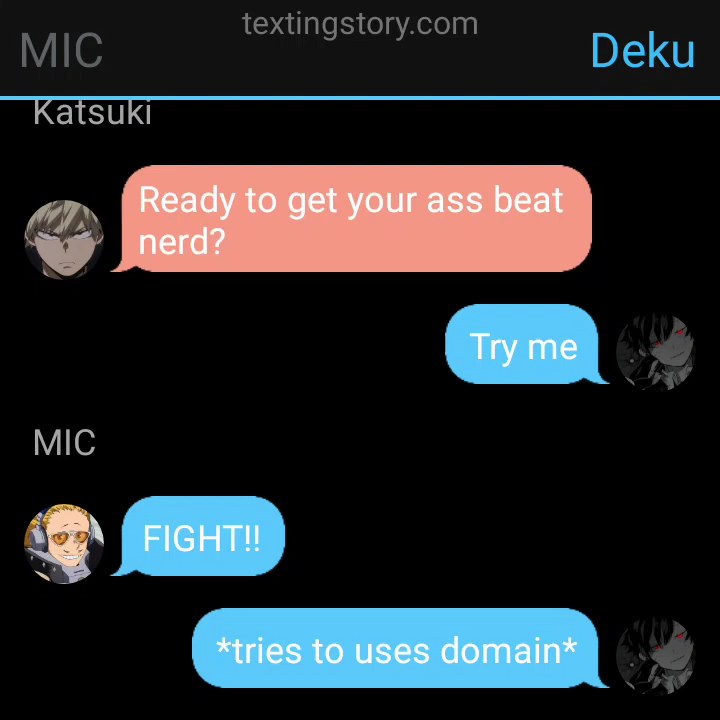 textingstory.com
MIC
Deku
Katsuki
Ready to get your ass beat
nerd?
Try me
MIC
FIGHT!!
*tries to uses domain*